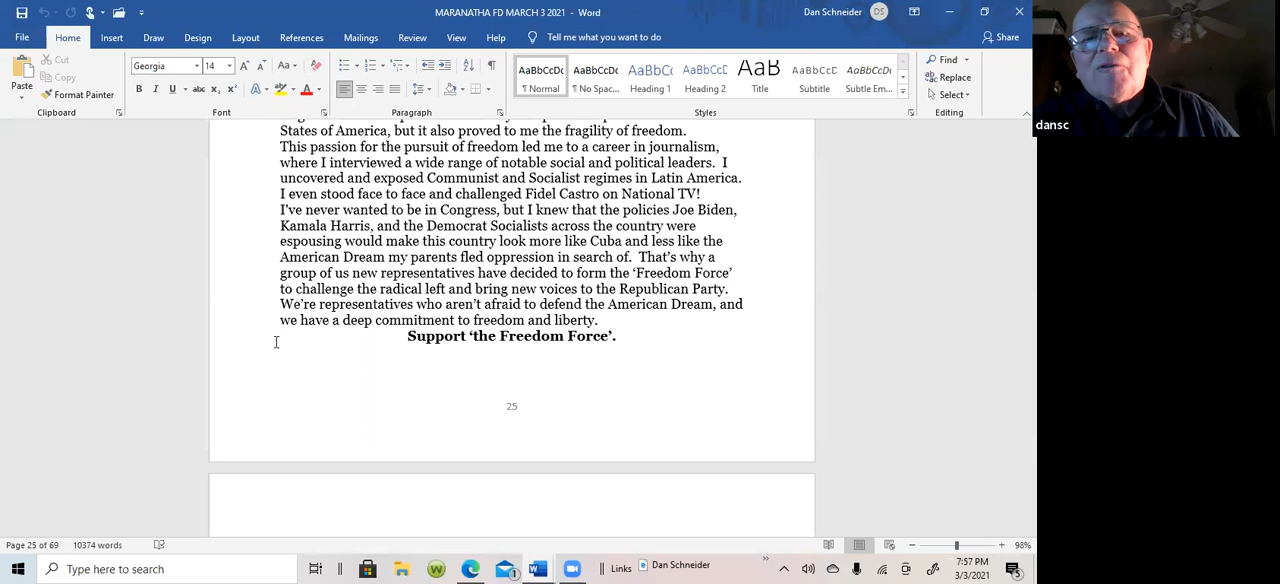 MARANATHA FD MARCH 3 2021 - Word
Dan Schneider DS
File Home Insert Draw Design Layout References Mailings Review View Help Tell me what you want to do Share
Paste
Cut
Copy
Format Painter
Clipboard
Georgia 14
Font
Paragraph
AaBbCcDc AaBbCcDc AaBbCc AaBbCcD AaB AaBbCcD AaBbCcDc
¶ Normal ¶ No Spac... Heading 1 Heading 2 Title Subtitle Subtle Em...
Styles
Find
Replace
Select
Editing
dansc
States of America, but it also proved to me the fragility of freedom.
This passion for the pursuit of freedom led me to a career in journalism,
where I interviewed a wide range of notable social and political leaders. I
uncovered and exposed Communist and Socialist regimes in Latin America.
I even stood face to face and challenged Fidel Castro on National TV!
I've never wanted to be in Congress, but I knew that the policies Joe Biden,
Kamala Harris, and the Democrat Socialists across the country were
espousing would make this country look more like Cuba and less like the
American Dream my parents fled oppression in search of. That's why a
group of us new representatives have decided to form the 'Freedom Force'
to challenge the radical left and bring new voices to the Republican Party.
We're representatives who aren't afraid to defend the American Dream, and
we have a deep commitment to freedom and liberty.
Support 'the Freedom Force'.
25
Page 25 of 69 10374 words 98%
Type here to search
Links
Dan Schneider
7:57 PM
3/3/2021